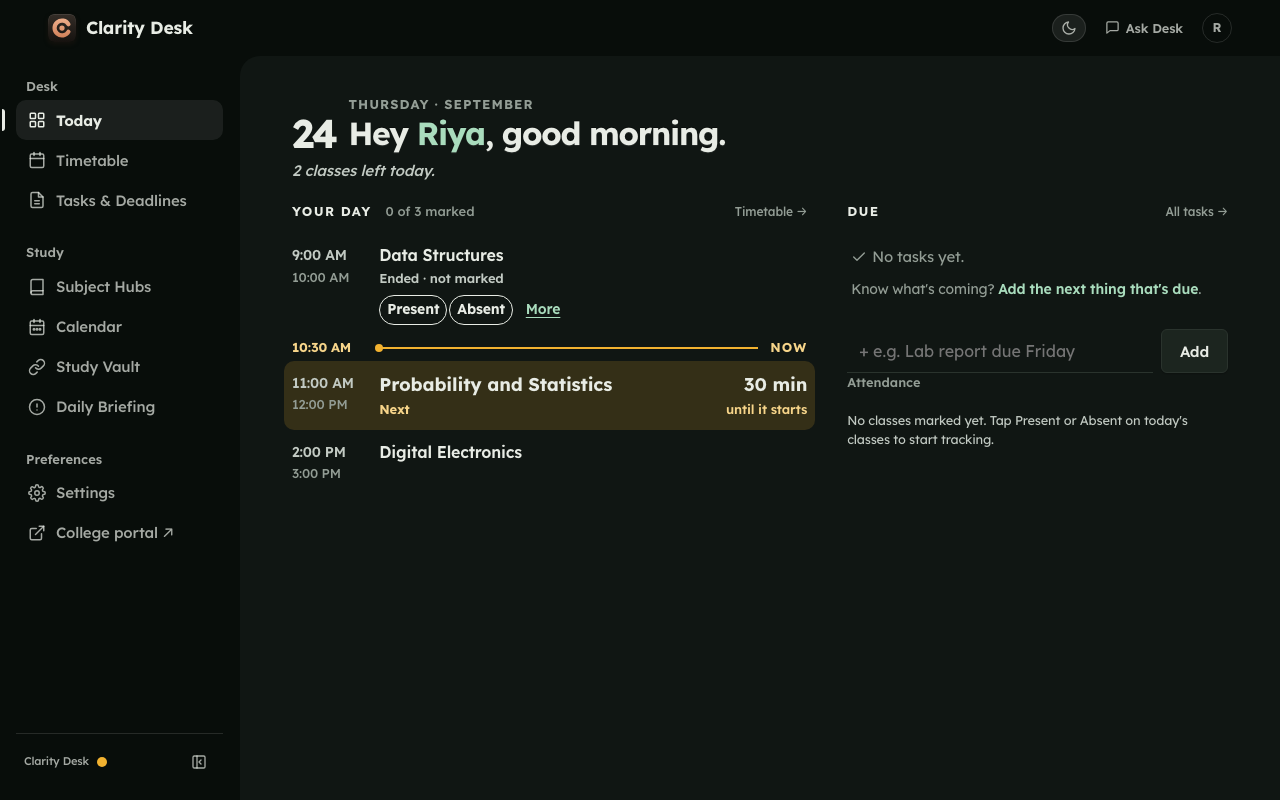 Clarity Desk
Ask Desk
R
Desk
Today
Timetable
Tasks & Deadlines
Study
Subject Hubs
Calendar
Study Vault
Daily Briefing
Preferences
Settings
College portal ↗
Clarity Desk
THURSDAY · SEPTEMBER
24 Hey Riya, good morning.
2 classes left today.
YOUR DAY 0 of 3 marked Timetable →
9:00 AM Data Structures
10:00 AM Ended · not marked
Present Absent More
10:30 AM NOW
11:00 AM Probability and Statistics 30 min
12:00 PM Next until it starts
2:00 PM Digital Electronics
3:00 PM
DUE All tasks →
✓ No tasks yet.
Know what's coming? Add the next thing that's due.
+ e.g. Lab report due Friday Add
Attendance
No classes marked yet. Tap Present or Absent on today's
classes to start tracking.